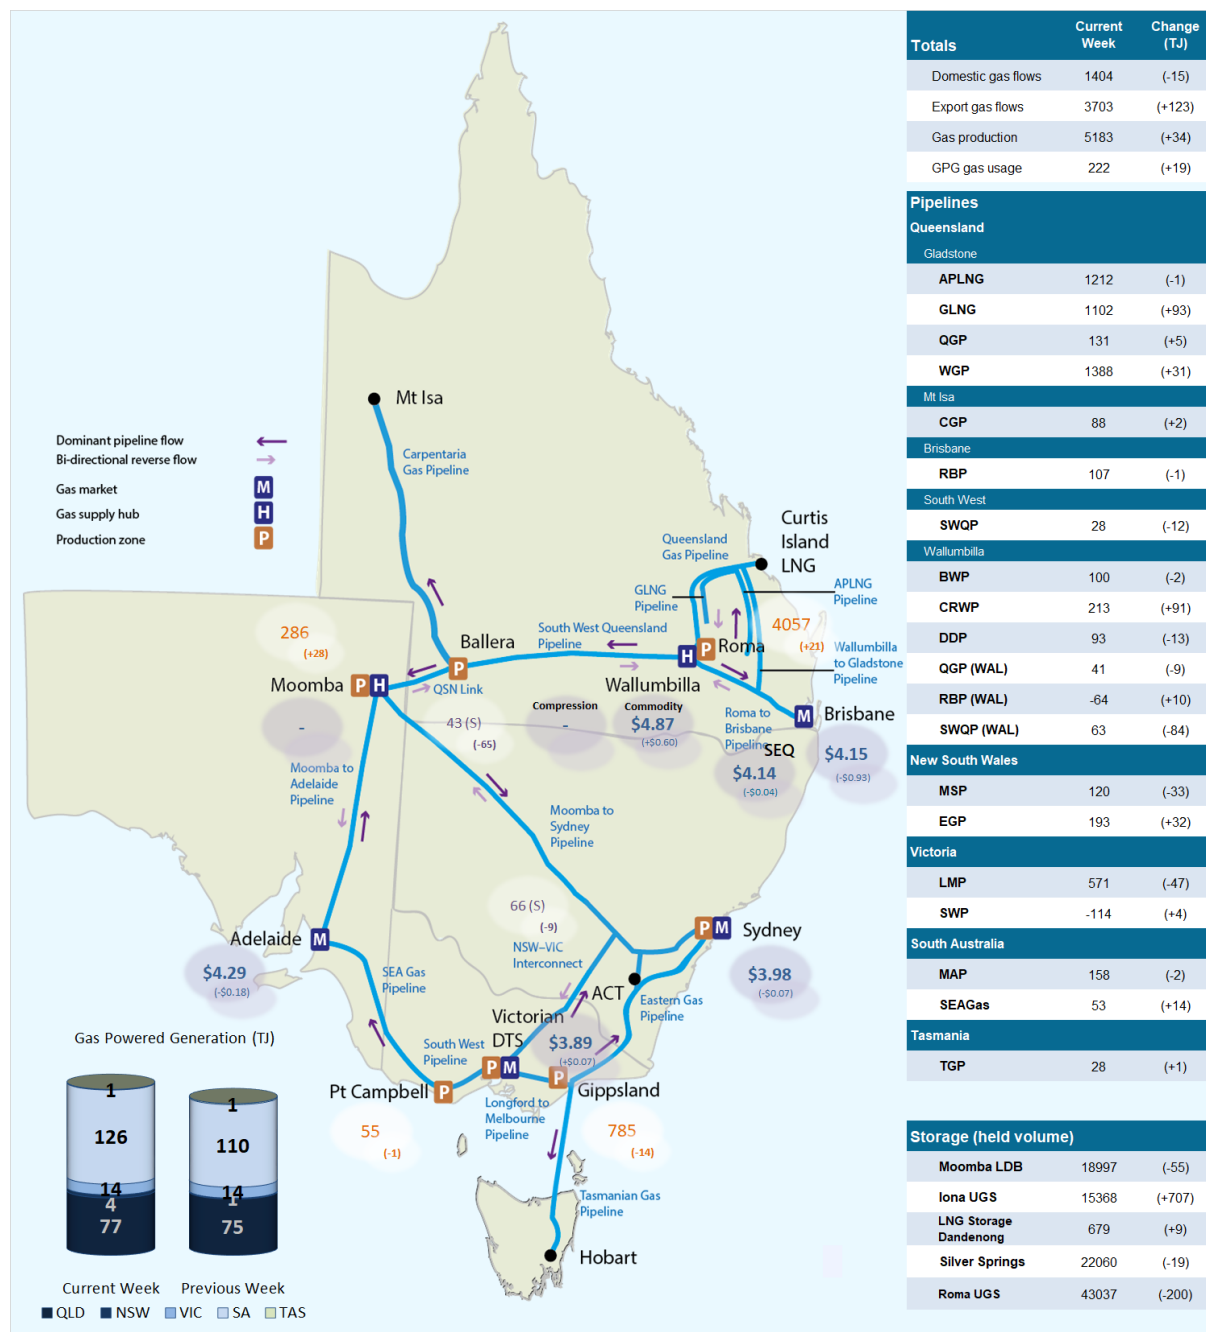 Mt Isa
Dominant pipeline flow
Bi-directional reverse flow
Gas market
M
Gas supply hub
H
Production zone
P
Carpentaria
Gas Pipeline
Curtis
Island
LNG
Queensland
Gas Pipeline
GLNG
Pipeline
APLNG
Pipeline
286
(+28)
Ballera
P
South West Queensland
Pipeline
4057
(+21)
H
P
Roma
Wallumbilla
to Gladstone
Pipeline
Moomba
P
H
QSN Link
Wallumbilla
-
43 (S)
(-65)
Compression
-
Commodity
$4.87
(+$0.60)
Roma to
Brisbane
Pipeline
M
Brisbane
SEQ
$4.14
(-$0.04)
$4.15
(-$0.93)
Moomba to
Adelaide
Pipeline
Moomba to
Sydney
Pipeline
66 (S)
(-9)
NSW–ViC
Interconnect
Adelaide
M
$4.29
(-$0.18)
P
M
Sydney
$3.98
(-$0.07)
SEA Gas
Pipeline
ACT
Eastern Gas
Pipeline
Victorian
DTS
$3.89
(+$0.07)
South West
Pipeline
P
M
P
Gippsland
Pt Campbell
P
Longford to
Melbourne
Pipeline
55
(-1)
785
(-14)
Tasmanian Gas
Pipeline
Hobart
Gas Powered Generation (TJ)
1
126
14
4
77
1
110
14
1
75
Current Week
Previous Week
QLD NSW VIC SA TAS
Totals Current Week Change (TJ)
Domestic gas flows 1404 (-15)
Export gas flows 3703 (+123)
Gas production 5183 (+34)
GPG gas usage 222 (+19)
Pipelines
Queensland
Gladstone
APLNG 1212 (-1)
GLNG 1102 (+93)
QGP 131 (+5)
WGP 1388 (+31)
Mt Isa
CGP 88 (+2)
Brisbane
RBP 107 (-1)
South West
SWQP 28 (-12)
Wallumbilla
BWP 100 (-2)
CRWP 213 (+91)
DDP 93 (-13)
QGP (WAL) 41 (-9)
RBP (WAL) -64 (+10)
SWQP (WAL) 63 (-84)
New South Wales
MSP 120 (-33)
EGP 193 (+32)
Victoria
LMP 571 (-47)
SWP -114 (+4)
South Australia
MAP 158 (-2)
SEAGas 53 (+14)
Tasmania
TGP 28 (+1)
Storage (held volume)
Moomba LDB 18997 (-55)
Iona UGS 15368 (+707)
LNG Storage
Dandenong 679 (+9)
Silver Springs 22060 (-19)
Roma UGS 43037 (-200)